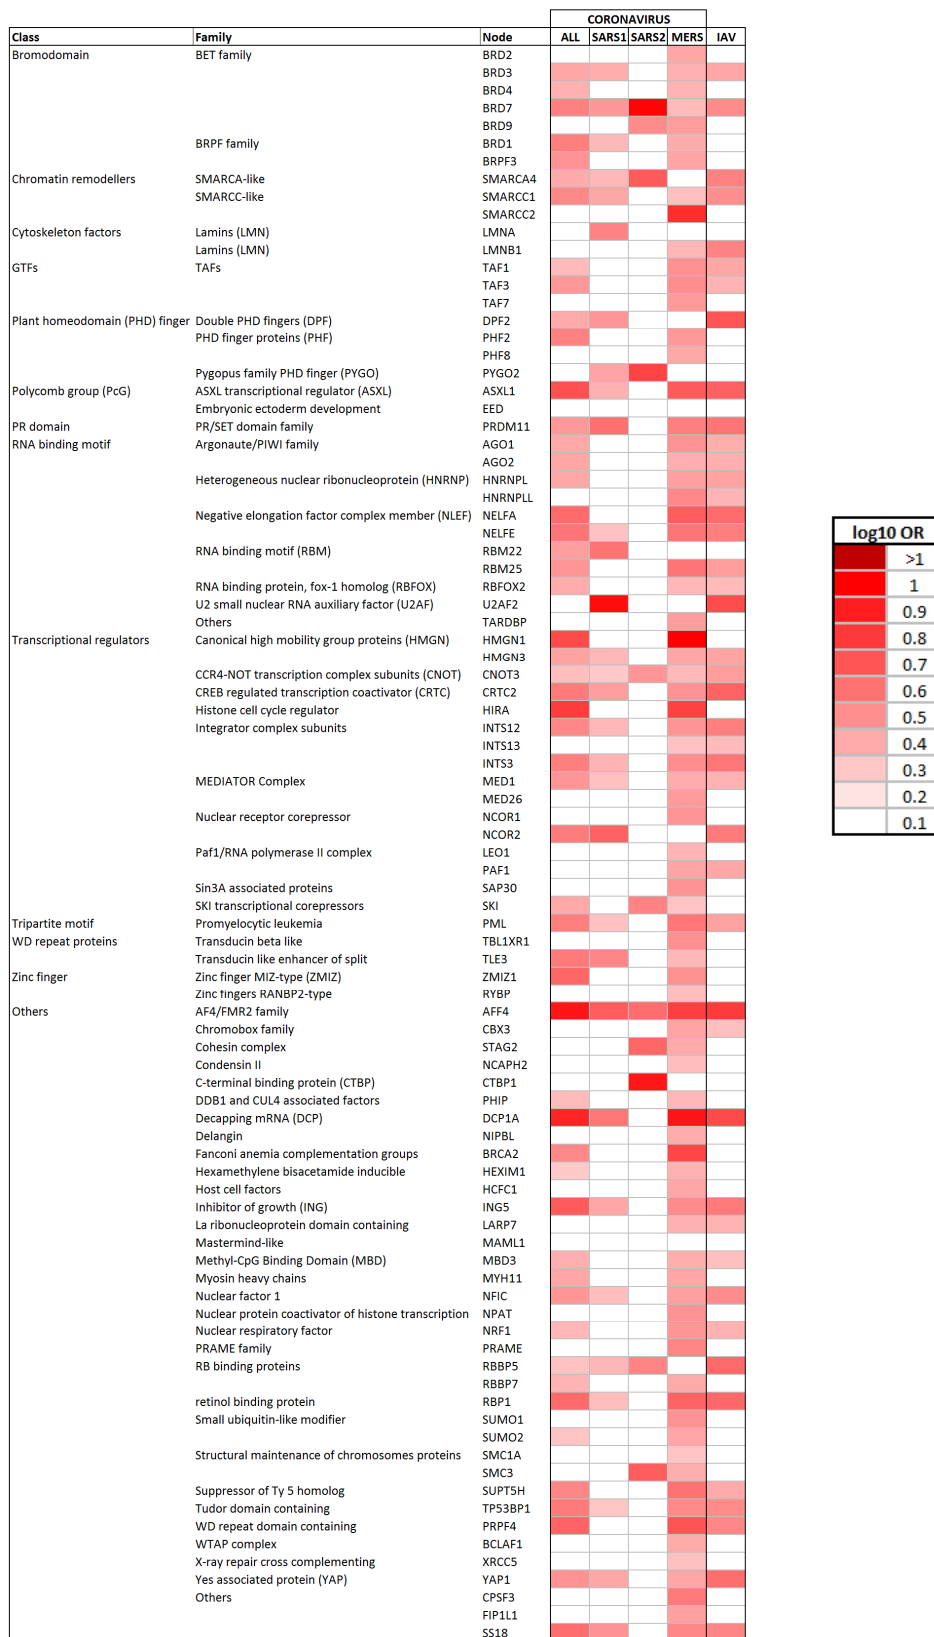 CORONAVIRUS
Class Family Node ALL SARS1 SARS2 MERS IAV
Bromodomain BET family BRD2
BRD3
BRD4
BRD7
BRD9
BRPF family BRD1
BRPF3
Chromatin remodellers SMARCA-like SMARCA4
SMARCC-like SMARCC1
SMARCC2
Cytoskeleton factors Lamins (LMN) LMNA
Lamins (LMN) LMNB1
GTFs TAFs TAF1
TAF3
TAF7
Plant homeodomain (PHD) finger Double PHD fingers (DPF) DPF2
PHD finger proteins (PHF) PHF2
PHF8
Pygopus family PHD finger (PYGO) PYGO2
Polycomb group (PcG) ASXL transcriptional regulator (ASXL) ASXL1
Embryonic ectoderm development EED
PR domain PR/SET domain family PRDM11
RNA binding motif Argonaute/PIWI family AGO1
AGO2
Heterogeneous nuclear ribonucleoprotein (HNRNP) HNRNPL
HNRNPLL
Negative elongation factor complex member (NLEF) NELFA
NELFE
RNA binding motif (RBM) RBM22
RBM25
RNA binding protein, fox-1 homolog (RBFOX) RBFOX2
U2 small nuclear RNA auxiliary factor (U2AF) U2AF2
Others TARDBP
Transcriptional regulators Canonical high mobility group proteins (HMGN) HMGN1
HMGN3
CCR4-NOT transcription complex subunits (CNOT) CNOT3
CREB regulated transcription coactivator (CRTC) CRTC2
Histone cell cycle regulator HIRA
Integrator complex subunits INTS12
INTS13
INTS3
MEDIATOR Complex MED1
MED26
Nuclear receptor corepressor NCOR1
NCOR2
Paf1/RNA polymerase II complex LEO1
PAF1
Sin3A associated proteins SAP30
SKI transcriptional corepressors SKI
Tripartite motif Promyelocytic leukemia PML
WD repeat proteins Transducin beta like TBL1XR1
Transducin like enhancer of split TLE3
Zinc finger Zinc finger MIZ-type (ZMIZ) ZMIZ1
Zinc fingers RANBP2-type RYBP
Others AF4/FMR2 family AFF4
Chromobox family CBX3
Cohesin complex STAG2
Condensin II NCAPH2
C-terminal binding protein (CTBP) CTBP1
DDB1 and CUL4 associated factors PHIP
Decapping mRNA (DCP) DCP1A
Delangin NIPBL
Fanconi anemia complementation groups BRCA2
Hexamethylene bisacetamide inducible HEXIM1
Host cell factors HCFC1
Inhibitor of growth (ING) ING5
La ribonucleoprotein domain containing LARP7
Mastermind-like MAML1
Methyl-CpG Binding Domain (MBD) MBD3
Myosin heavy chains MYH11
Nuclear factor 1 NFIC
Nuclear protein coactivator of histone transcription NPAT
Nuclear respiratory factor NRF1
PRAME family PRAME
RB binding proteins RBBP5
RBBP7
retinol binding protein RBP1
Small ubiquitin-like modifier SUMO1
SUMO2
Structural maintenance of chromosomes proteins SMC1A
SMC3
Suppressor of Ty 5 homolog SUPT5H
Tudor domain containing TP53BP1
WD repeat domain containing PRPF4
WTAP complex BCLAF1
X-ray repair cross complementing XRCC5
Yes associated protein (YAP) YAP1
Others CPSF3
FIP1L1
SS18
log10 OR
>1
1
0.9
0.8
0.7
0.6
0.5
0.4
0.3
0.2
0.1